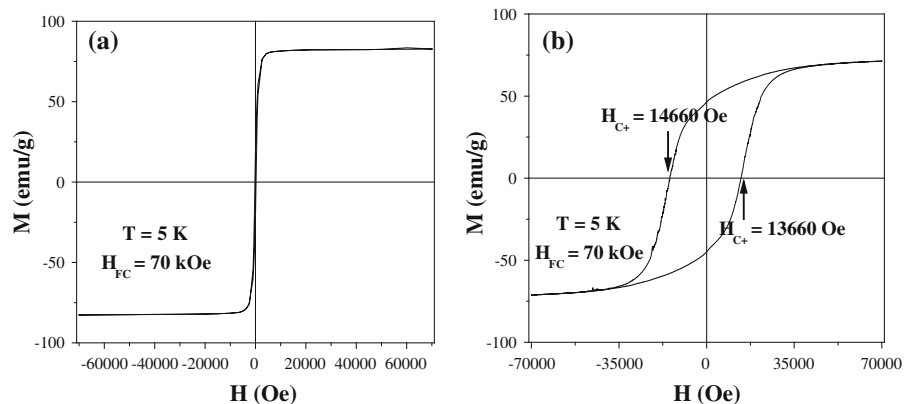 (a)
100
50
0
-50
-100
M (emu/g)
T = 5 K
H_FC = 70 kOe
-60000 -40000 -20000 0 20000 40000 60000
H (Oe)
(b)
100
50
0
-50
-100
M (emu/g)
H_C+ = 14660 Oe
H_C+ = 13660 Oe
T = 5 K
H_FC = 70 kOe
-70000 -35000 0 35000 70000
H (Oe)